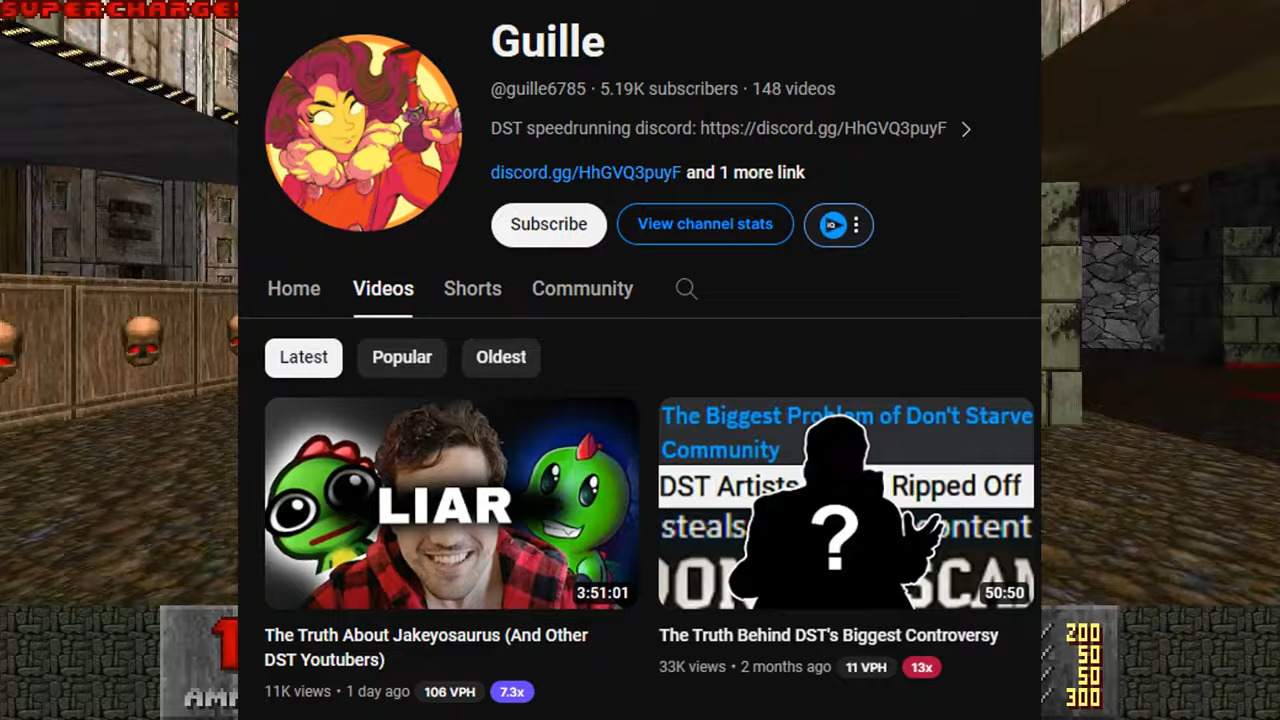 SUPERCHARGE!
Guille
@guille6785 · 5.19K subscribers · 148 videos
DST speedrunning discord: https://discord.gg/HhGVQ3puyF
discord.gg/HhGVQ3puyF and 1 more link
Subscribe
View channel stats
IQ
Home Videos Shorts Community
Latest Popular Oldest
LIAR
3:51:01
The Biggest Problem of Don't Starve
Community
DST Artists Ripped Off
steals ontent
?
SCAM
50:50
The Truth About Jakeyosaurus (And Other
DST Youtubers)
11K views · 1 day ago 106 VPH 7.3x
The Truth Behind DST's Biggest Controversy
33K views · 2 months ago 11 VPH 13x
1
AMM
/ 200
/ 50
/ 50
/ 300